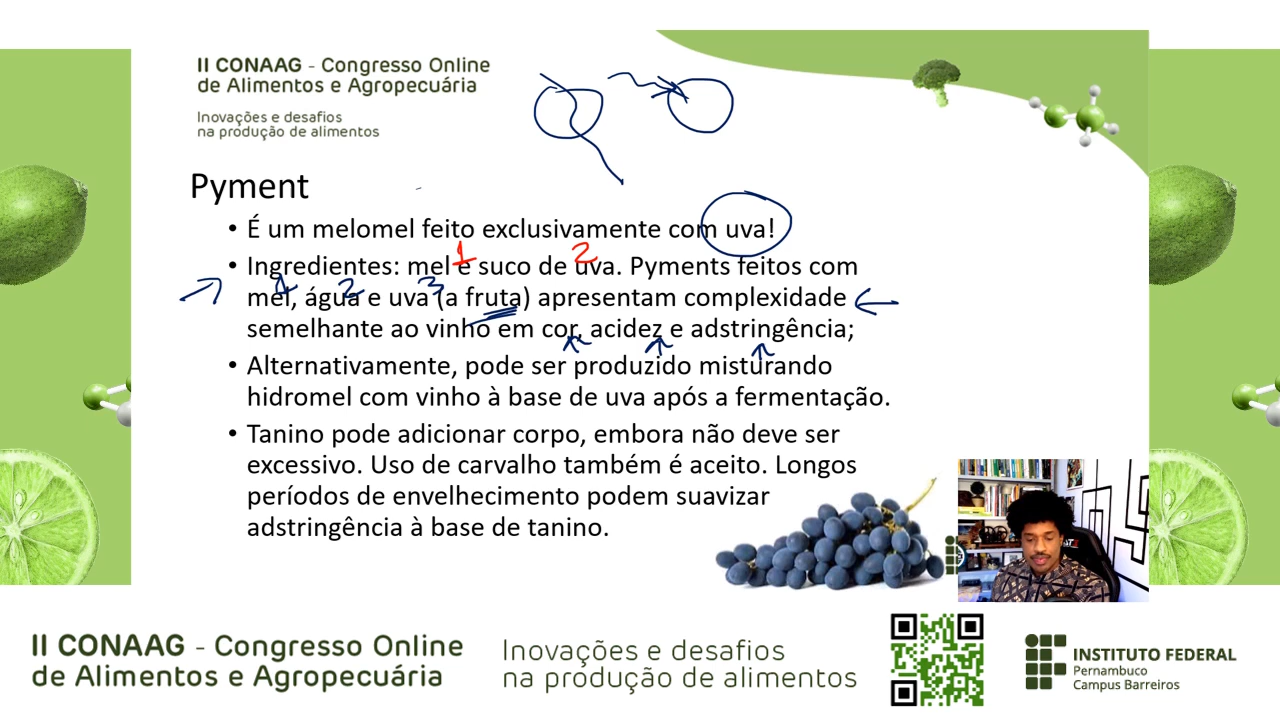 II CONAAG - Congresso Online
de Alimentos e Agropecuária
Inovações e desafios
na produção de alimentos
Pyment
• É um melomel feito exclusivamente com uva!
1 2
• Ingredientes: mel e suco de uva. Pyments feitos com
1 2 3
mel, água e uva (a fruta) apresentam complexidade
semelhante ao vinho em cor, acidez e adstringência;
• Alternativamente, pode ser produzido misturando
hidromel com vinho à base de uva após a fermentação.
• Tanino pode adicionar corpo, embora não deve ser
excessivo. Uso de carvalho também é aceito. Longos
períodos de envelhecimento podem suavizar
adstringência à base de tanino.
II CONAAG - Congresso Online
de Alimentos e Agropecuária
Inovações e desafios
na produção de alimentos
INSTITUTO FEDERAL
Pernambuco
Campus Barreiros